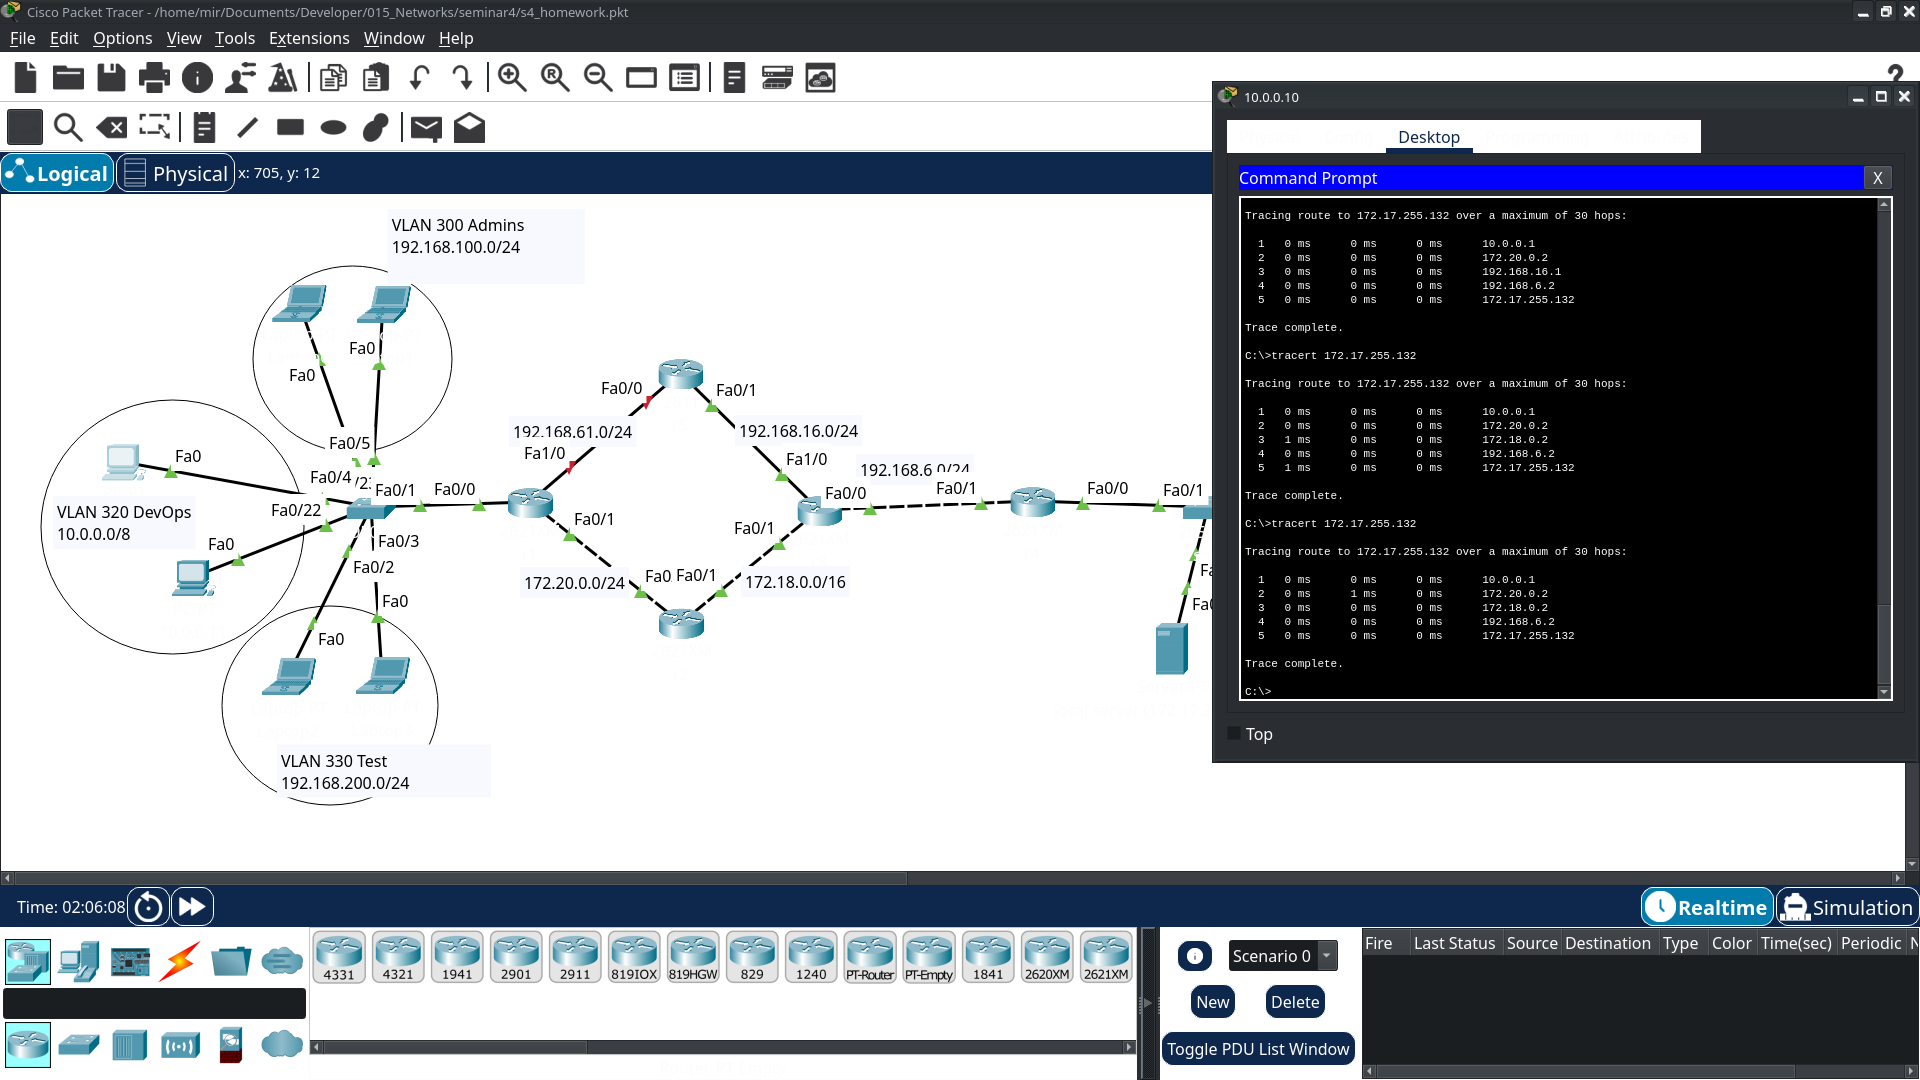 Cisco Packet Tracer - /home/mir/Documents/Developer/015_Networks/seminar4/s4_homework.pkt
File Edit Options View Tools Extensions Window Help
?
10.0.0.10
Desktop
Logical Physical x: 705, y: 12
Command Prompt X
Tracing route to 172.17.255.132 over a maximum of 30 hops:
1 0 ms 0 ms 0 ms 10.0.0.1
2 0 ms 0 ms 0 ms 172.20.0.2
3 0 ms 0 ms 0 ms 192.168.16.1
4 0 ms 0 ms 0 ms 192.168.6.2
5 0 ms 0 ms 0 ms 172.17.255.132
Trace complete.
C:\>tracert 172.17.255.132
Tracing route to 172.17.255.132 over a maximum of 30 hops:
1 0 ms 0 ms 0 ms 10.0.0.1
2 0 ms 0 ms 0 ms 172.20.0.2
3 1 ms 0 ms 0 ms 172.18.0.2
4 0 ms 0 ms 0 ms 192.168.6.2
5 1 ms 0 ms 0 ms 172.17.255.132
Trace complete.
C:\>tracert 172.17.255.132
Tracing route to 172.17.255.132 over a maximum of 30 hops:
1 0 ms 0 ms 0 ms 10.0.0.1
2 0 ms 1 ms 0 ms 172.20.0.2
3 0 ms 0 ms 0 ms 172.18.0.2
4 0 ms 0 ms 0 ms 192.168.6.2
5 0 ms 0 ms 0 ms 172.17.255.132
Trace complete.
C:\>
Top
VLAN 300 Admins
192.168.100.0/24
Fa0
Fa0
Fa0/0
Fa0/1
192.168.61.0/24
192.168.16.0/24
Fa0/5
Fa1/0
Fa1/0
Fa0
192.168.6.0/24
Fa0/4
Fa0/1
Fa0/0
Fa0/0
Fa0/1
Fa0/0
Fa0/1
VLAN 320 DevOps
10.0.0.0/8
Fa0/22
Fa0/1
Fa0/1
Fa0
Fa0/3
Fa0/2
172.20.0.0/24
Fa0
Fa0/1
172.18.0.0/16
Fa0
Fa0
VLAN 330 Test
192.168.200.0/24
Time: 02:06:08
Realtime Simulation
4331 4321 1941 2901 2911 819IOX 819HGW 829 1240 PT-Router PT-Empty 1841 2620XM 2621XM
Scenario 0
New Delete
Toggle PDU List Window
Fire Last Status Source Destination Type Color Time(sec) Periodic